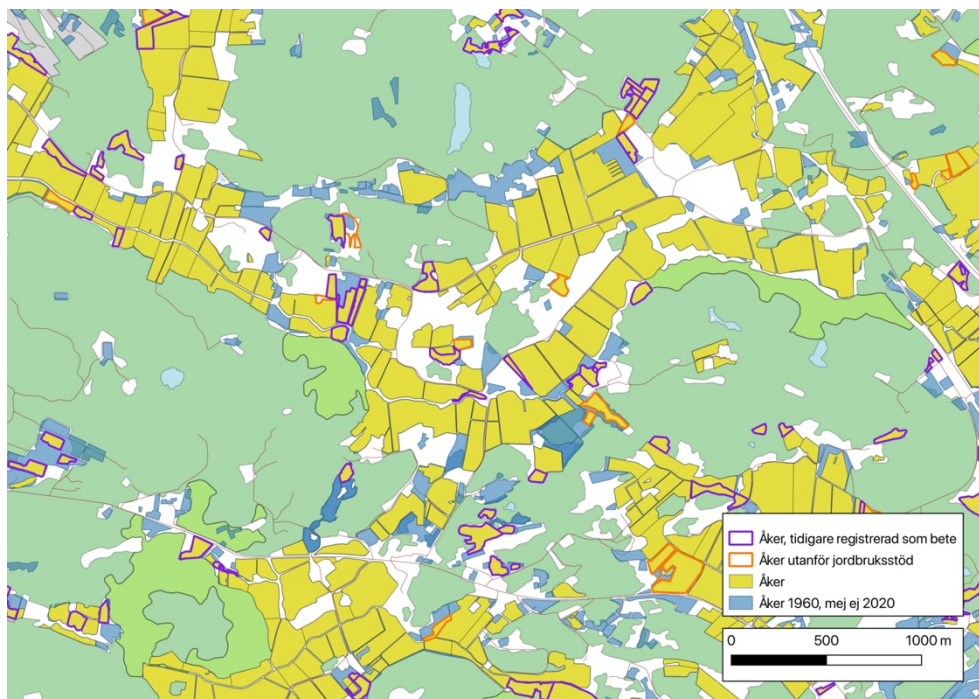 Åker, tidigare registrerad som bete
Åker utanför jordbruksstöd
Åker
Åker 1960, mej ej 2020
0 500 1000 m